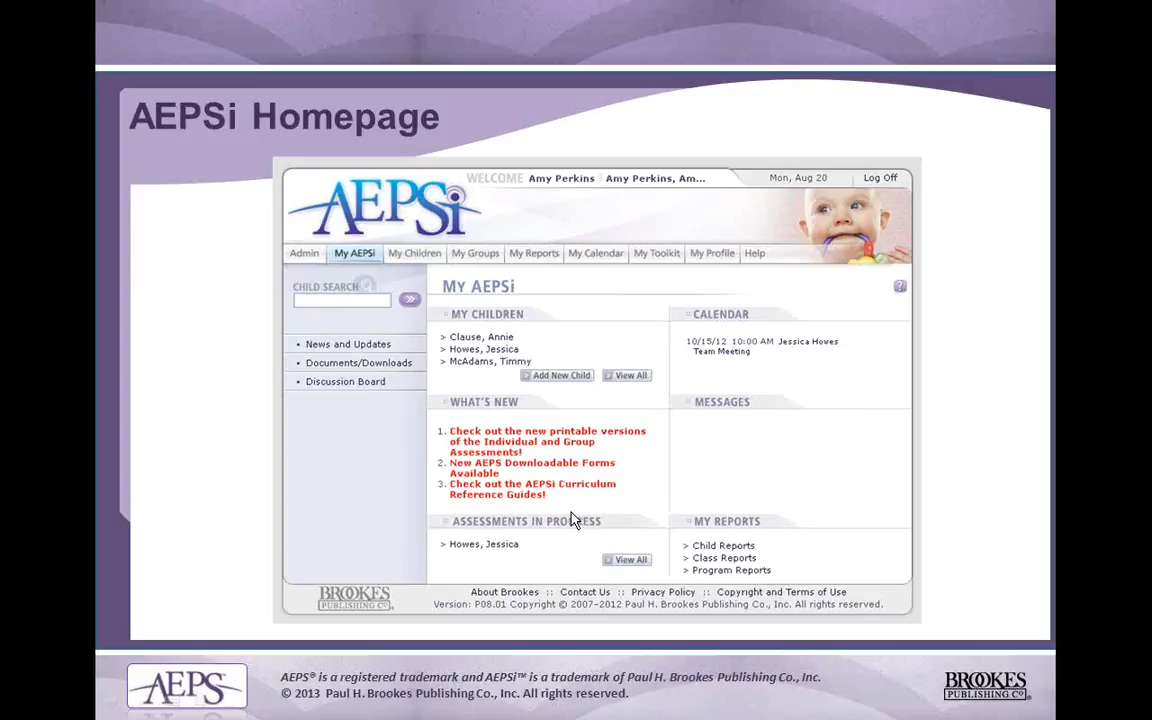 AEPSi Homepage
WELCOME Amy Perkins Amy Perkins, Am... Mon, Aug 20 Log Off
AEPSi
Admin My AEPSi My Children My Groups My Reports My Calendar My Toolkit My Profile Help
CHILD SEARCH
News and Updates
Documents/Downloads
Discussion Board
MY AEPSi
MY CHILDREN
> Clause, Annie
> Howes, Jessica
> McAdams, Timmy
Add New Child View All
CALENDAR
10/15/12 10:00 AM Jessica Howes
Team Meeting
WHAT'S NEW
1. Check out the new printable versions
of the Individual and Group
Assessments!
2. New AEPS Downloadable Forms
Available
3. Check out the AEPSi Curriculum
Reference Guides!
MESSAGES
ASSESSMENTS IN PROGRESS
> Howes, Jessica
View All
MY REPORTS
> Child Reports
> Class Reports
> Program Reports
BROOKES
PUBLISHING CO.
About Brookes :: Contact Us :: Privacy Policy :: Copyright and Terms of Use
Version: P08.01 Copyright © 2007-2012 Paul H. Brookes Publishing Co., Inc. All rights reserved.
AEPS
AEPS® is a registered trademark and AEPSi™ is a trademark of Paul H. Brookes Publishing Co., Inc.
© 2013 Paul H. Brookes Publishing Co., Inc. All rights reserved.
BROOKES
PUBLISHING CO